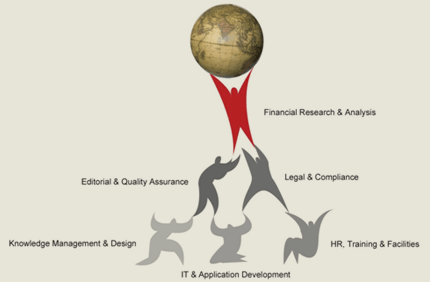 Financial Research & Analysis
Editorial & Quality Assurance
Legal & Compliance
Knowledge Management & Design
HR, Training & Facilities
IT & Application Development